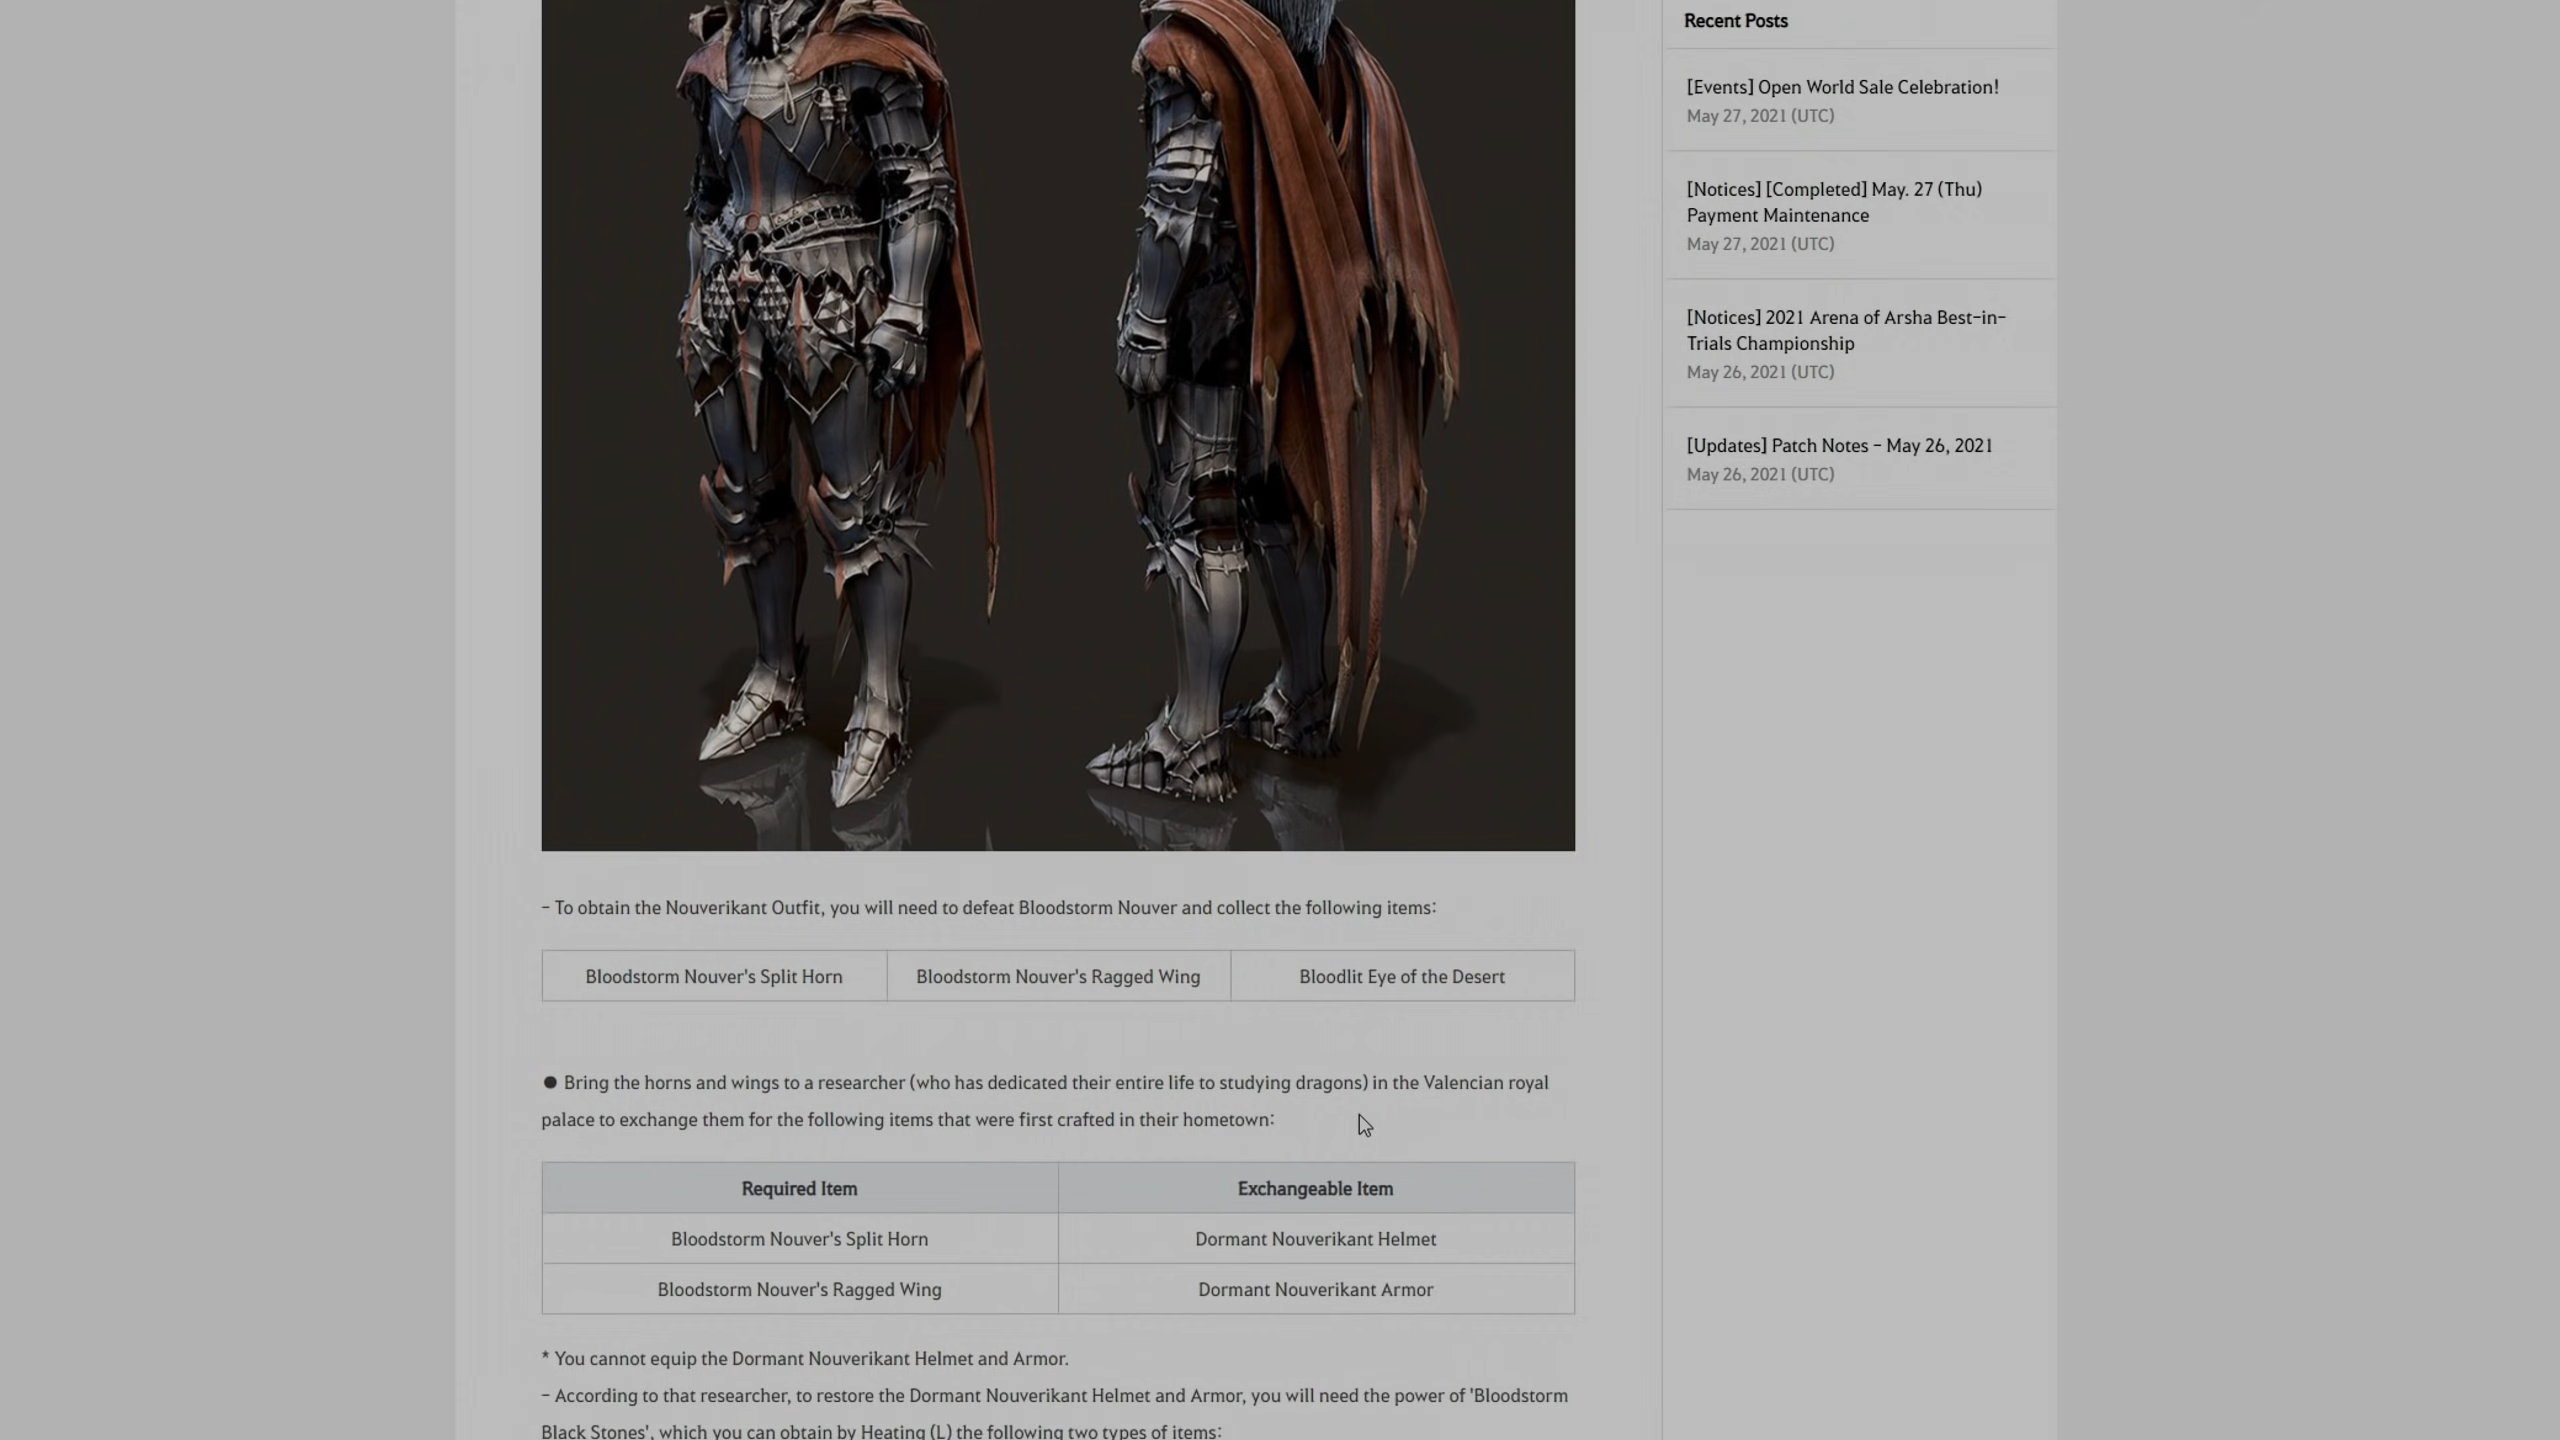 Recent Posts
[Events] Open World Sale Celebration!
May 27, 2021 (UTC)
[Notices] [Completed] May. 27 (Thu)
Payment Maintenance
May 27, 2021 (UTC)
[Notices] 2021 Arena of Arsha Best-in-
Trials Championship
May 26, 2021 (UTC)
[Updates] Patch Notes - May 26, 2021
May 26, 2021 (UTC)
- To obtain the Nouverikant Outfit, you will need to defeat Bloodstorm Nouver and collect the following items:
Bloodstorm Nouver's Split Horn
Bloodstorm Nouver's Ragged Wing
Bloodlit Eye of the Desert
● Bring the horns and wings to a researcher (who has dedicated their entire life to studying dragons) in the Valencian royal
palace to exchange them for the following items that were first crafted in their hometown:
Required Item
Exchangeable Item
Bloodstorm Nouver's Split Horn
Dormant Nouverikant Helmet
Bloodstorm Nouver's Ragged Wing
Dormant Nouverikant Armor
* You cannot equip the Dormant Nouverikant Helmet and Armor.
- According to that researcher, to restore the Dormant Nouverikant Helmet and Armor, you will need the power of 'Bloodstorm
Black Stones', which you can obtain by Heating (L) the following two types of items: